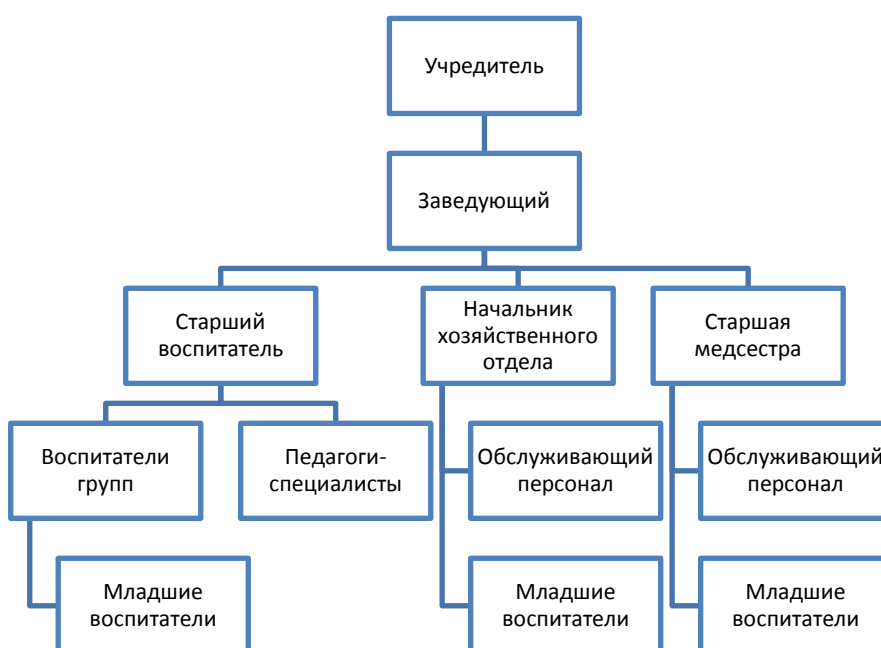 Учредитель
Заведующий
Старший
воспитатель
Начальник
хозяйственного
отдела
Старшая
медсестра
Воспитатели
групп
Педагоги-
специалисты
Обслуживающий
персонал
Обслуживающий
персонал
Младшие
воспитатели
Младшие
воспитатели
Младшие
воспитатели